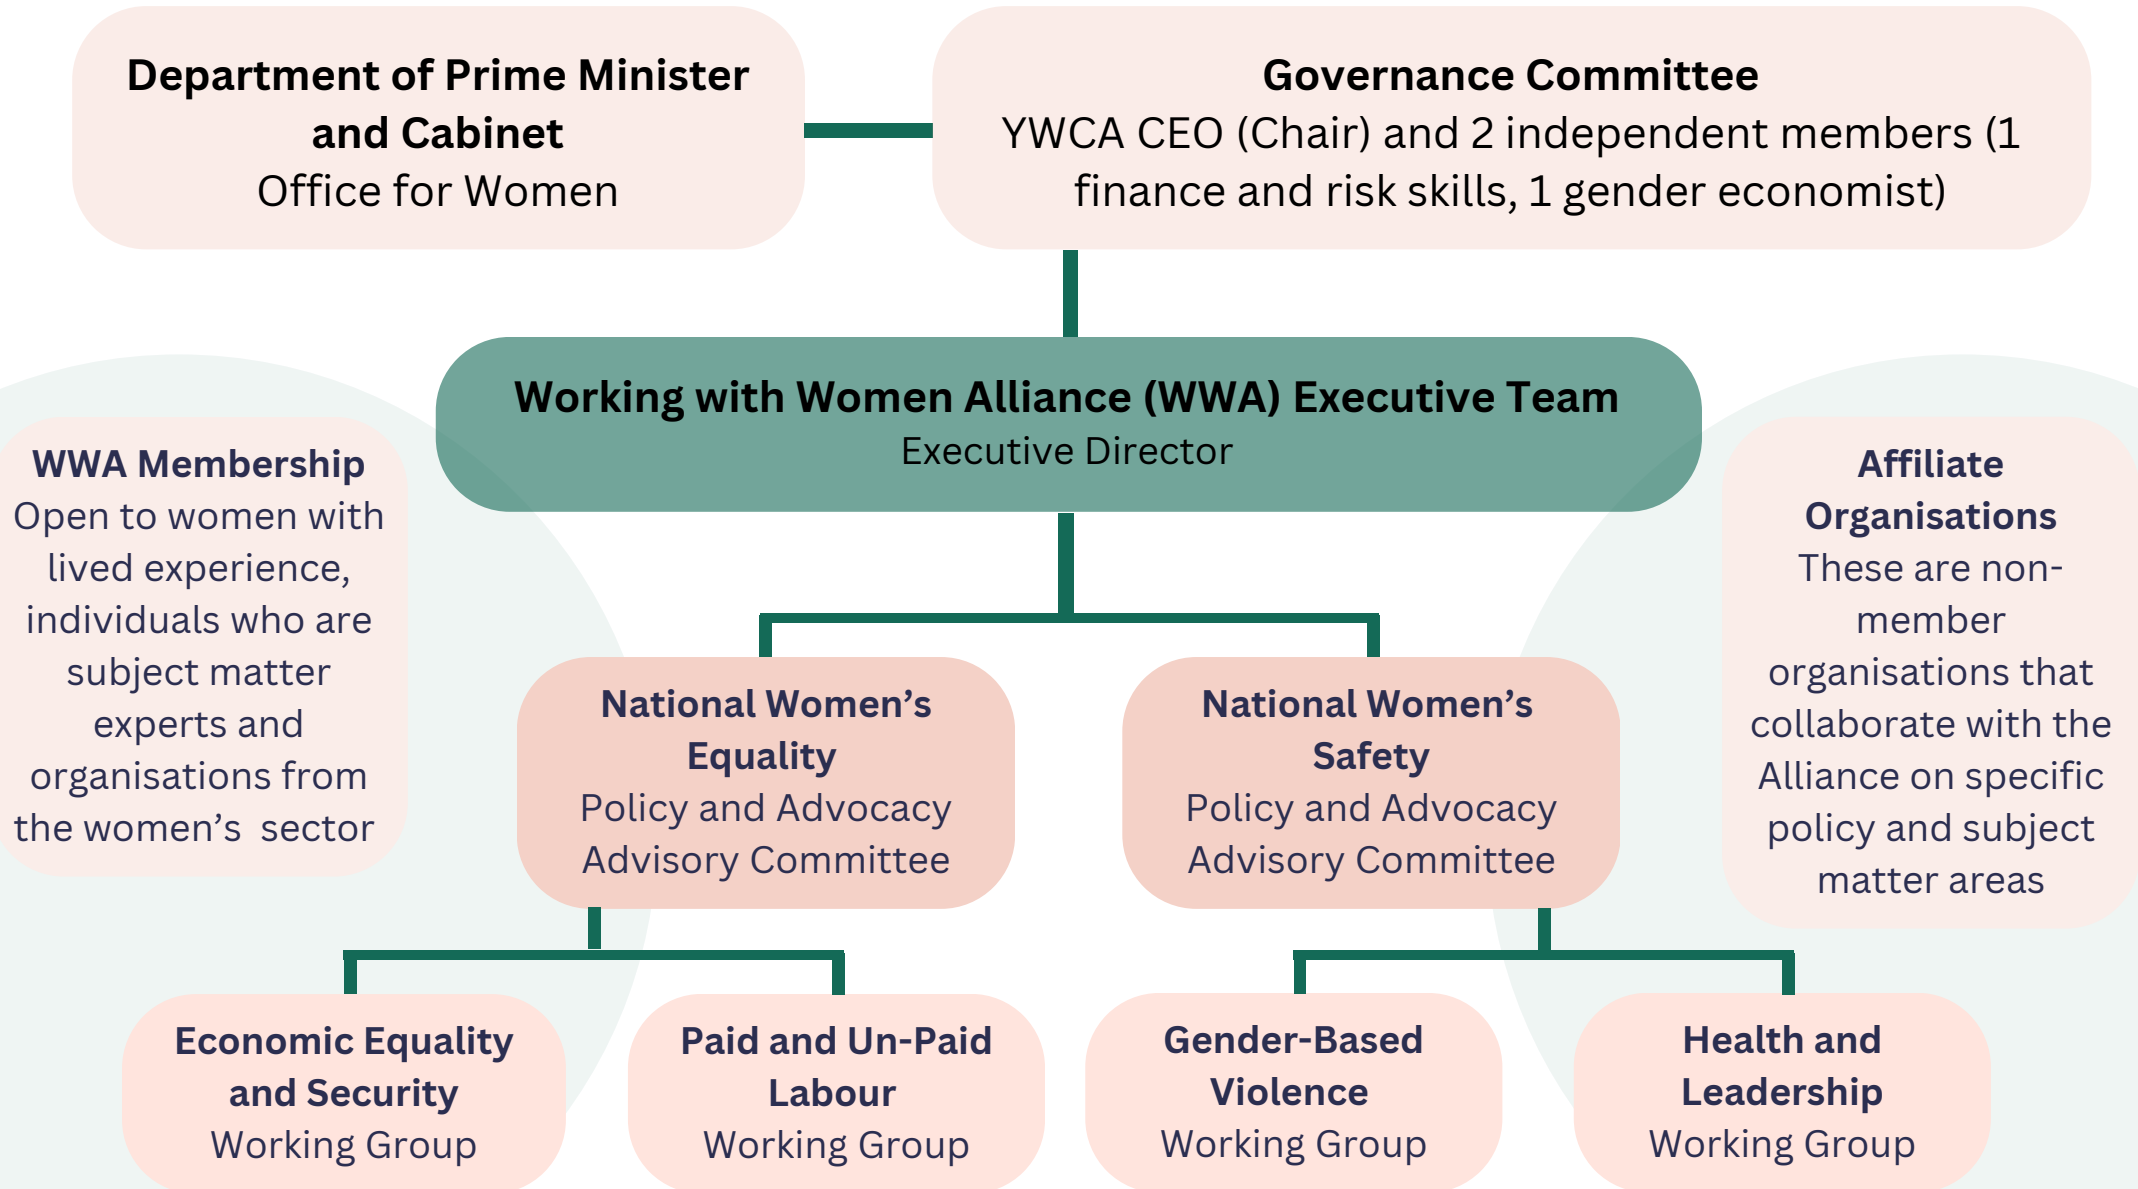 Department of Prime Minister
and Cabinet
Office for Women
Governance Committee
YWCA CEO (Chair) and 2 independent members (1
finance and risk skills, 1 gender economist)
Working with Women Alliance (WWA) Executive Team
Executive Director
WWA Membership
Open to women with
lived experience,
individuals who are
subject matter
experts and
organisations from
the women’s sector
Affiliate
Organisations
These are non-
member
organisations that
collaborate with the
Alliance on specific
policy and subject
matter areas
National Women’s
Equality
Policy and Advocacy
Advisory Committee
National Women’s
Safety
Policy and Advocacy
Advisory Committee
Economic Equality
and Security
Working Group
Paid and Un-Paid
Labour
Working Group
Gender-Based
Violence
Working Group
Health and
Leadership
Working Group